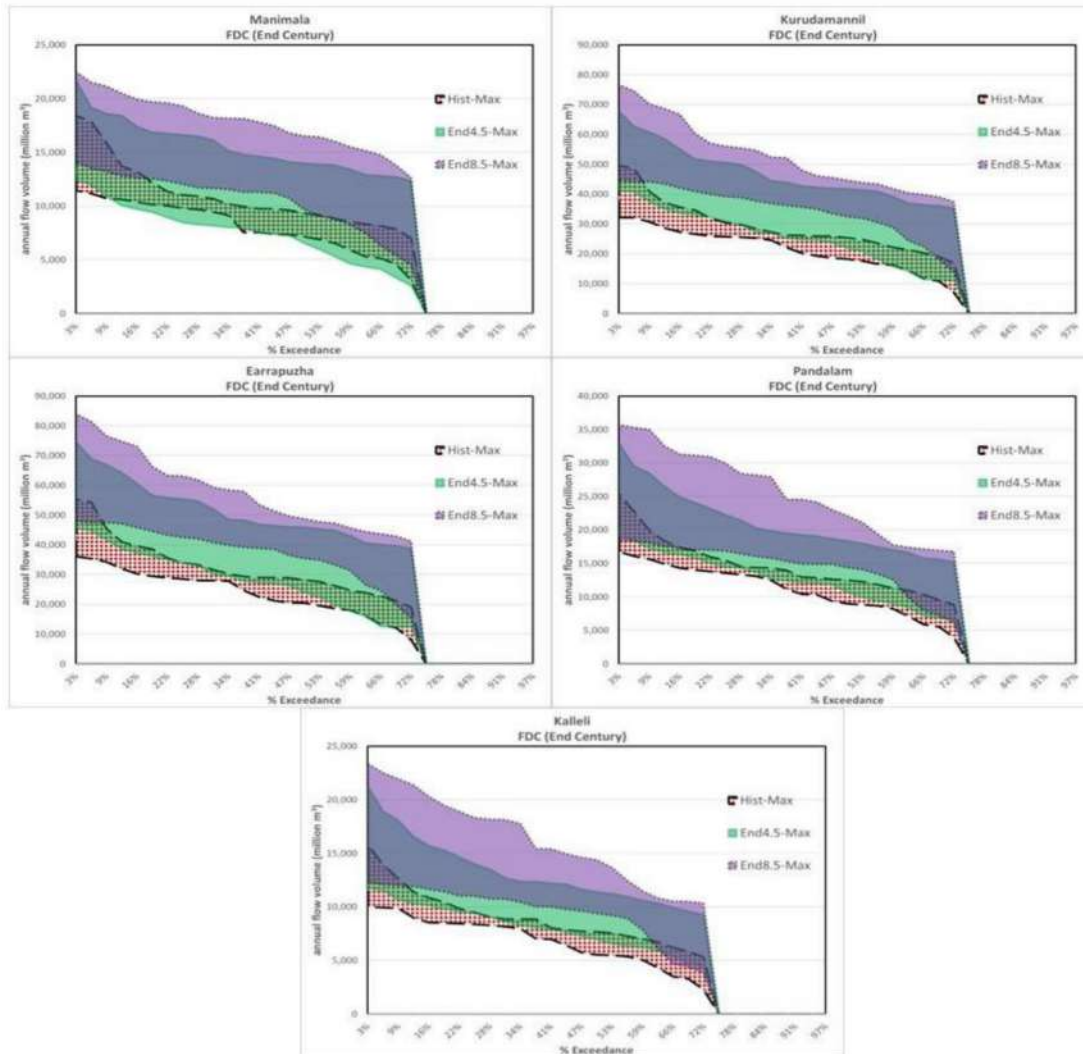 Manimala
FDC (End Century)
annual flow volume (million m³)
25,000
20,000
15,000
10,000
5,000
0
Hist-Max
End4.5-Max
End8.5-Max
3% 9% 16% 22% 28% 34% 41% 47% 53% 59% 66% 72% 78% 84% 91% 97%
% Exceedance
Kurudamannil
FDC (End Century)
annual flow volume (million m³)
90,000
80,000
70,000
60,000
50,000
40,000
30,000
20,000
10,000
0
Hist-Max
End4.5-Max
End8.5-Max
3% 9% 16% 22% 28% 34% 41% 47% 53% 59% 66% 72% 78% 84% 91% 97%
% Exceedance
Earrapuzha
FDC (End Century)
annual flow volume (million m³)
90,000
80,000
70,000
60,000
50,000
40,000
30,000
20,000
10,000
0
Hist-Max
End4.5-Max
End8.5-Max
3% 9% 16% 22% 28% 34% 41% 47% 53% 59% 66% 72% 78% 84% 91% 97%
% Exceedance
Pandalam
FDC (End Century)
annual flow volume (million m³)
40,000
35,000
30,000
25,000
20,000
15,000
10,000
5,000
0
Hist-Max
End4.5-Max
End8.5-Max
3% 9% 16% 22% 28% 34% 41% 47% 53% 59% 66% 72% 78% 84% 91% 97%
% Exceedance
Kalleli
FDC (End Century)
annual flow volume (million m³)
25,000
20,000
15,000
10,000
5,000
0
Hist-Max
End4.5-Max
End8.5-Max
3% 9% 16% 22% 28% 34% 41% 47% 53% 59% 66% 72% 78% 84% 91% 97%
% Exceedance